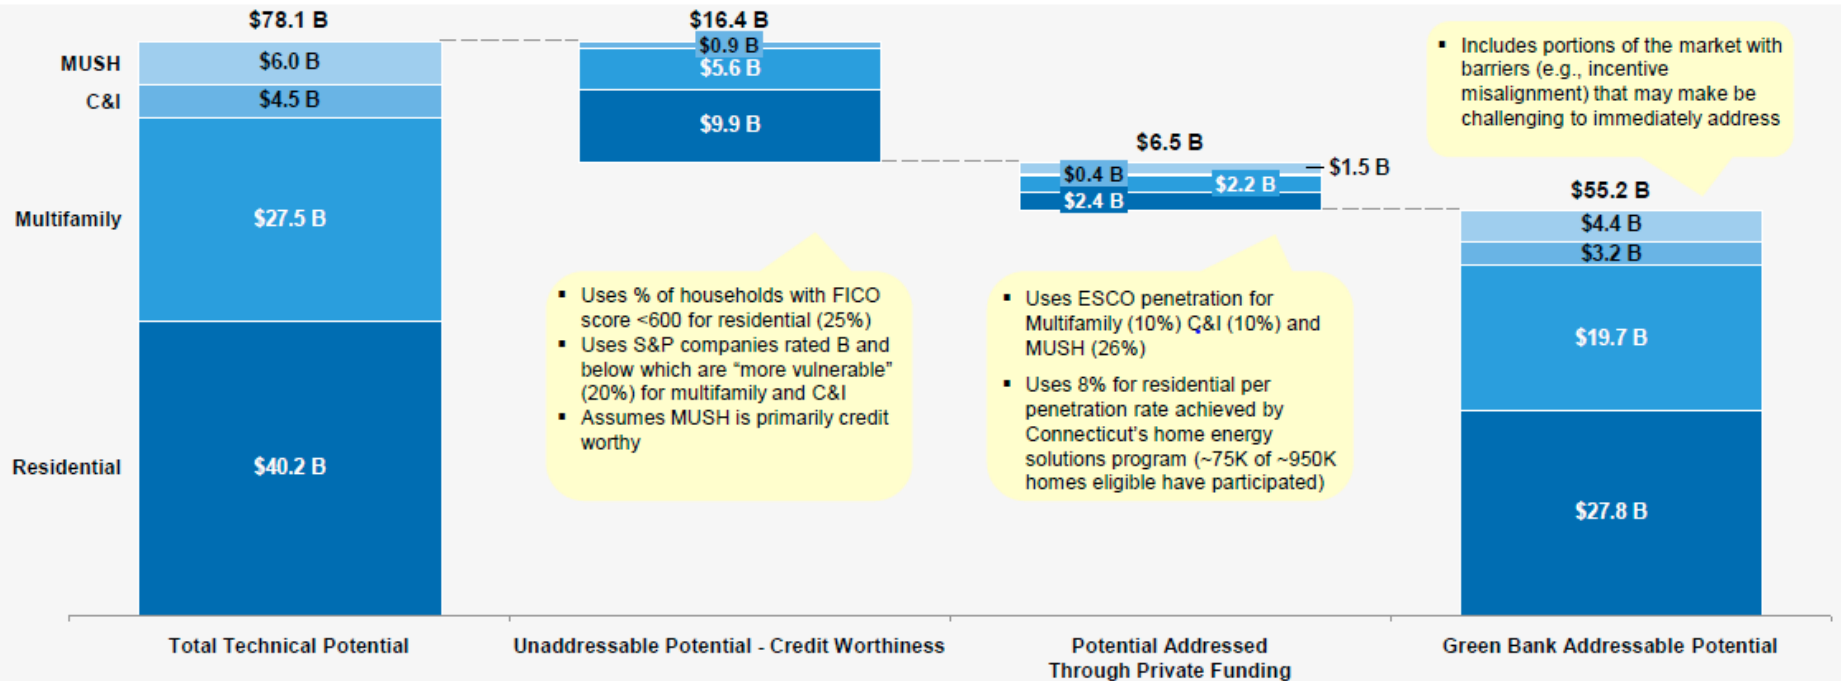 $78.1 B
MUSH
$6.0 B
C&I
$4.5 B
Multifamily
$27.5 B
Residential
$40.2 B
Total Technical Potential
$16.4 B
$0.9 B
$5.6 B
$9.9 B
▪ Uses % of households with FICO
score <600 for residential (25%)
▪ Uses S&P companies rated B and
below which are “more vulnerable”
(20%) for multifamily and C&I
▪ Assumes MUSH is primarily credit
worthy
Unaddressable Potential - Credit Worthiness
$6.5 B
$1.5 B
$0.4 B
$2.2 B
$2.4 B
▪ Uses ESCO penetration for
Multifamily (10%) C&I (10%) and
MUSH (26%)
▪ Uses 8% for residential per
penetration rate achieved by
Connecticut’s home energy
solutions program (~75K of ~950K
homes eligible have participated)
Potential Addressed
Through Private Funding
▪ Includes portions of the market with
barriers (e.g., incentive
misalignment) that may make be
challenging to immediately address
$55.2 B
$4.4 B
$3.2 B
$19.7 B
$27.8 B
Green Bank Addressable Potential